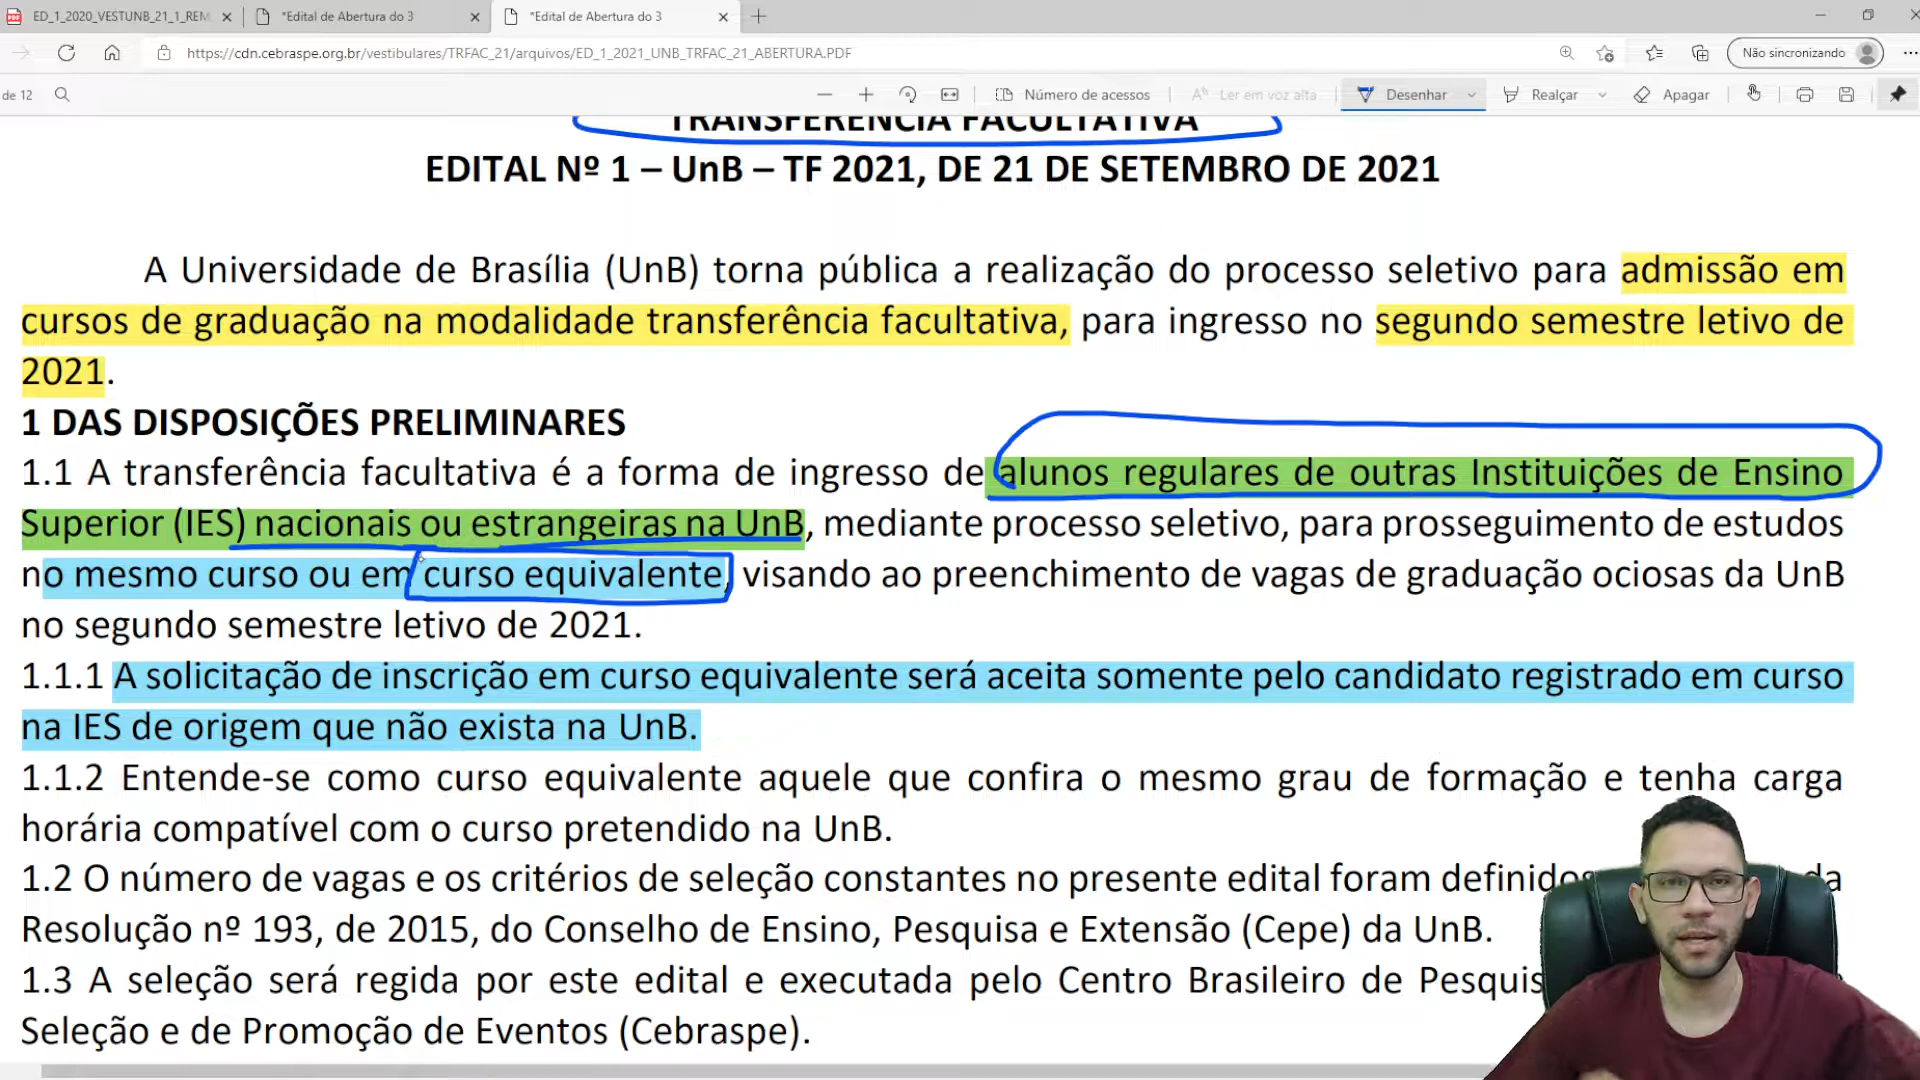 ED_1_2020_VESTUNB_21_1_REM
*Edital de Abertura do 3
*Edital de Abertura do 3
https://cdn.cebraspe.org.br/vestibulares/TRFAC_21/arquivos/ED_1_2021_UNB_TRFAC_21_ABERTURA.PDF
Não sincronizando
de 12
Número de acessos
Ler em voz alta
Desenhar
Realçar
Apagar
TRANSFERÊNCIA FACULTATIVA
EDITAL Nº 1 – UnB – TF 2021, DE 21 DE SETEMBRO DE 2021
A Universidade de Brasília (UnB) torna pública a realização do processo seletivo para admissão em
cursos de graduação na modalidade transferência facultativa, para ingresso no segundo semestre letivo de
2021.
1 DAS DISPOSIÇÕES PRELIMINARES
1.1 A transferência facultativa é a forma de ingresso de alunos regulares de outras Instituições de Ensino
Superior (IES) nacionais ou estrangeiras na UnB, mediante processo seletivo, para prosseguimento de estudos
no mesmo curso ou em curso equivalente, visando ao preenchimento de vagas de graduação ociosas da UnB
no segundo semestre letivo de 2021.
1.1.1 A solicitação de inscrição em curso equivalente será aceita somente pelo candidato registrado em curso
na IES de origem que não exista na UnB.
1.1.2 Entende-se como curso equivalente aquele que confira o mesmo grau de formação e tenha carga
horária compatível com o curso pretendido na UnB.
1.2 O número de vagas e os critérios de seleção constantes no presente edital foram definidos da
Resolução nº 193, de 2015, do Conselho de Ensino, Pesquisa e Extensão (Cepe) da UnB.
1.3 A seleção será regida por este edital e executada pelo Centro Brasileiro de Pesquis
Seleção e de Promoção de Eventos (Cebraspe).